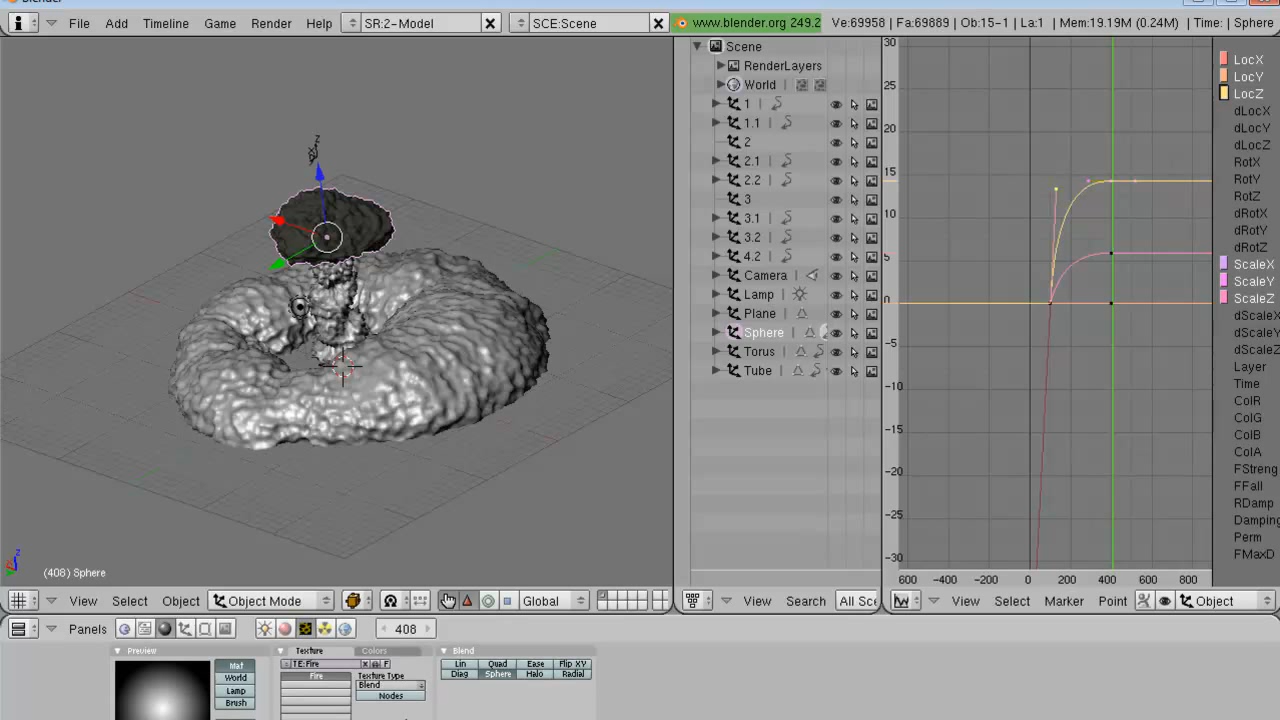 Blender
File Add Timeline Game Render Help SR:2-Model SCE:Scene www.blender.org 249.2 Ve:69958 | Fa:69889 | Ob:15-1 | La:1 | Mem:19.19M (0.24M) | Time: | Sphere
Scene
RenderLayers
World
1
1.1
2
2.1
2.2
3
3.1
3.2
4.2
Camera
Lamp
Plane
Sphere
Torus
Tube
30
25
20
15
10
5
0
-5
-10
-15
-20
-25
-30
600 -400 -200 0 200 400 600 800
LocX
LocY
LocZ
dLocX
dLocY
dLocZ
RotX
RotY
RotZ
dRotX
dRotY
dRotZ
ScaleX
ScaleY
ScaleZ
dScaleX
dScaleY
dScaleZ
Layer
Time
ColR
ColG
ColB
ColA
FStreng
FFall
RDamp
Damping
Perm
FMaxD
z
z
(408) Sphere
View Select Object Object Mode Global
View Search All Sce
View Select Marker Point Object
Panels 408
Preview
Mat
World
Lamp
Brush
Texture Colors
TE:Fire X F
Fire
Texture Type
Blend
Nodes
Blend
Lin Quad Ease Flip XY
Diag Sphere Halo Radial